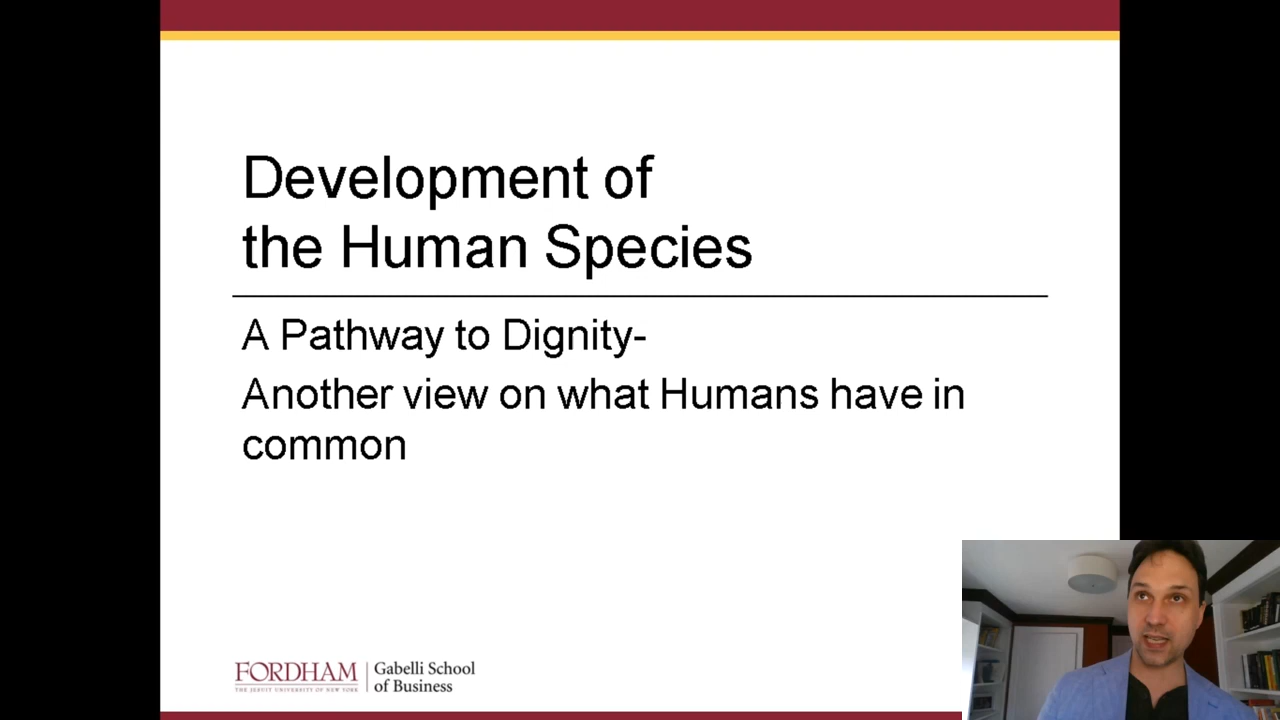 Development of
the Human Species
A Pathway to Dignity-
Another view on what Humans have in
common
FORDHAM
THE JESUIT UNIVERSITY OF NEW YORK
Gabelli School
of Business